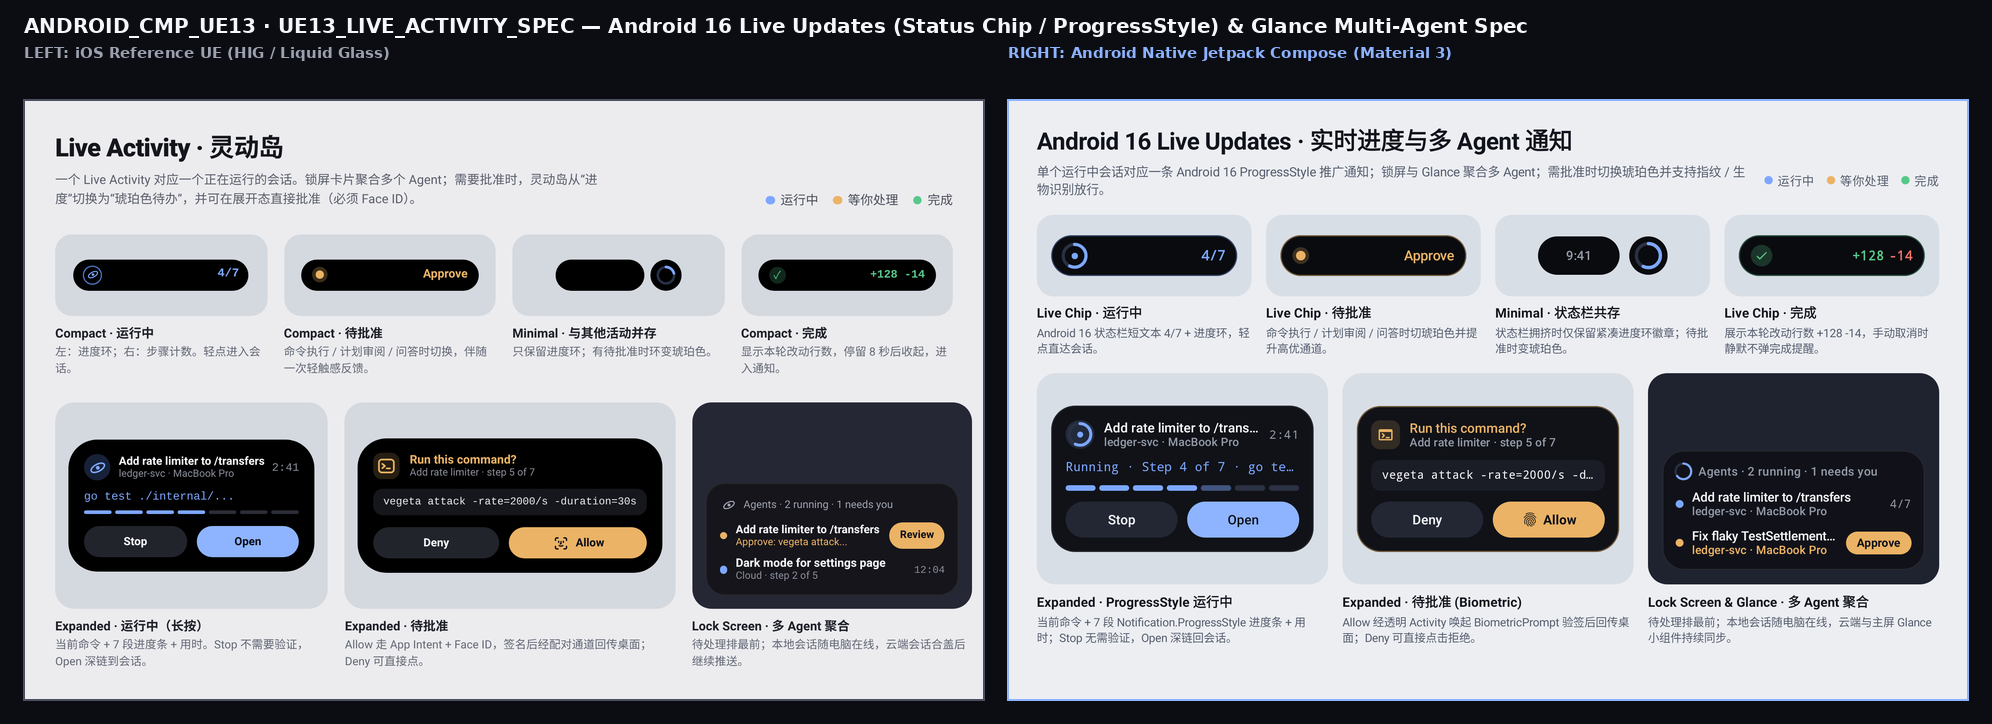 ANDROID_CMP_UE13 · UE13_LIVE_ACTIVITY_SPEC — Android 16 Live Updates (Status Chip / ProgressStyle) & Glance Multi-Agent Spec
LEFT: iOS Reference UE (HIG / Liquid Glass)
RIGHT: Android Native Jetpack Compose (Material 3)
Live Activity · 灵动岛
一个 Live Activity 对应一个正在运行的会话。锁屏卡片聚合多个 Agent；需要批准时，灵动岛从“进
度”切换为“琥珀色待办”，并可在展开态直接批准（必须 Face ID）。
运行中
等你处理
完成
4/7
Approve
+128 -14
Compact · 运行中
左：进度环；右：步骤计数。轻点进入会
话。
Compact · 待批准
命令执行 / 计划审阅 / 问答时切换，伴随
一次轻触感反馈。
Minimal · 与其他活动并存
只保留进度环；有待批准时环变琥珀色。
Compact · 完成
显示本轮改动行数，停留 8 秒后收起，进
入通知。
Add rate limiter to /transfers
2:41
ledger-svc · MacBook Pro
go test ./internal/...
Stop
Open
Run this command?
Add rate limiter · step 5 of 7
vegeta attack -rate=2000/s -duration=30s
Deny
Allow
Agents · 2 running · 1 needs you
Add rate limiter to /transfers
Approve: vegeta attack...
Review
Dark mode for settings page
Cloud · step 2 of 5
12:04
Expanded · 运行中（长按）
当前命令 + 7 段进度条 + 用时。Stop 不需要验证，
Open 深链到会话。
Expanded · 待批准
Allow 走 App Intent + Face ID，签名后经配对通道回传桌面；
Deny 可直接点。
Lock Screen · 多 Agent 聚合
待处理排最前；本地会话随电脑在线，云端会话合盖后
继续推送。
Android 16 Live Updates · 实时进度与多 Agent 通知
单个运行中会话对应一条 Android 16 ProgressStyle 推广通知；锁屏与 Glance 聚合多 Agent；需批准时切换琥珀色并支持指纹 / 生
物识别放行。
运行中
等你处理
完成
4/7
Approve
9:41
+128 -14
Live Chip · 运行中
Android 16 状态栏短文本 4/7 + 进度环，轻
点直达会话。
Live Chip · 待批准
命令执行 / 计划审阅 / 问答时切琥珀色并提
升高优通道。
Minimal · 状态栏共存
状态栏拥挤时仅保留紧凑进度环徽章；待批
准时变琥珀色。
Live Chip · 完成
展示本轮改动行数 +128 -14，手动取消时
静默不弹完成提醒。
Add rate limiter to /trans…
2:41
ledger-svc · MacBook Pro
Running · Step 4 of 7 · go te…
Stop
Open
Run this command?
Add rate limiter · step 5 of 7
vegeta attack -rate=2000/s -d…
Deny
Allow
Agents · 2 running · 1 needs you
Add rate limiter to /transfers
ledger-svc · MacBook Pro
4/7
Fix flaky TestSettlement…
ledger-svc · MacBook Pro
Approve
Expanded · ProgressStyle 运行中
当前命令 + 7 段 Notification.ProgressStyle 进度条 + 用
时；Stop 无需验证，Open 深链回会话。
Expanded · 待批准 (Biometric)
Allow 经透明 Activity 唤起 BiometricPrompt 验签后回传桌
面；Deny 可直接点击拒绝。
Lock Screen & Glance · 多 Agent 聚合
待处理排最前；本地会话随电脑在线，云端与主屏 Glance
小组件持续同步。